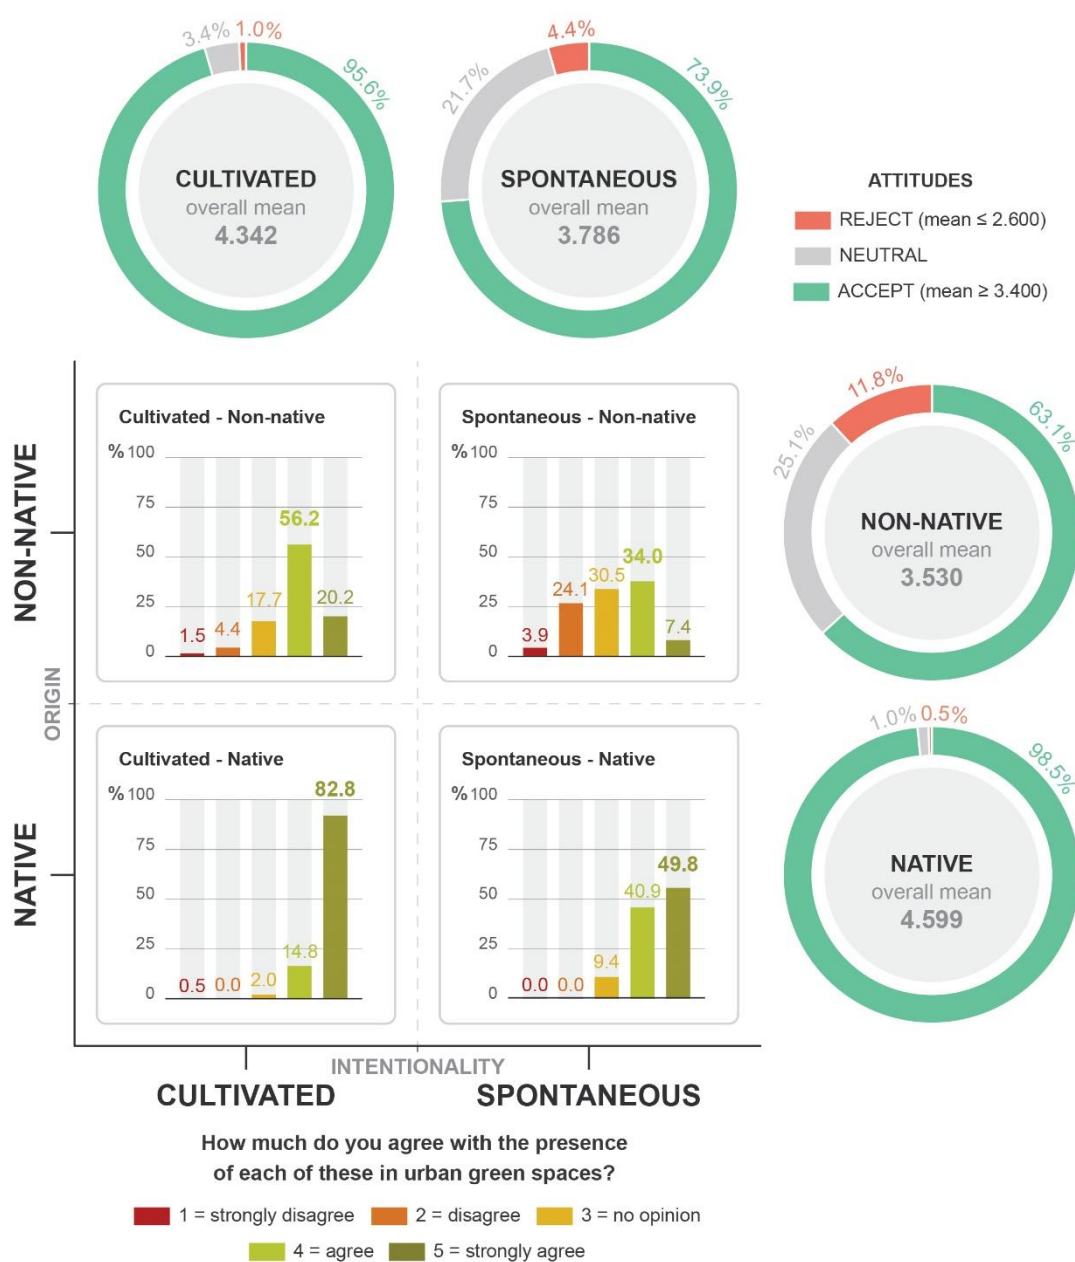 3.4% 1.0%
95.6%
CULTIVATED
overall mean
4.342
4.4%
21.7%
73.9%
SPONTANEOUS
overall mean
3.786
ATTITUDES
REJECT (mean ≤ 2.600)
NEUTRAL
ACCEPT (mean ≥ 3.400)
NON-NATIVE
Cultivated - Non-native
% 100
75
50
25
0
1.5
4.4
17.7
56.2
20.2
Spontaneous - Non-native
% 100
75
50
25
0
3.9
24.1
30.5
34.0
7.4
11.8%
25.1%
63.1%
NON-NATIVE
overall mean
3.530
ORIGIN
NATIVE
Cultivated - Native
% 100
75
50
25
0
0.5
0.0
2.0
14.8
82.8
Spontaneous - Native
% 100
75
50
25
0
0.0
0.0
9.4
40.9
49.8
1.0% 0.5%
98.5%
NATIVE
overall mean
4.599
INTENTIONALITY
CULTIVATED
SPONTANEOUS
How much do you agree with the presence
of each of these in urban green spaces?
1 = strongly disagree 2 = disagree 3 = no opinion
4 = agree 5 = strongly agree